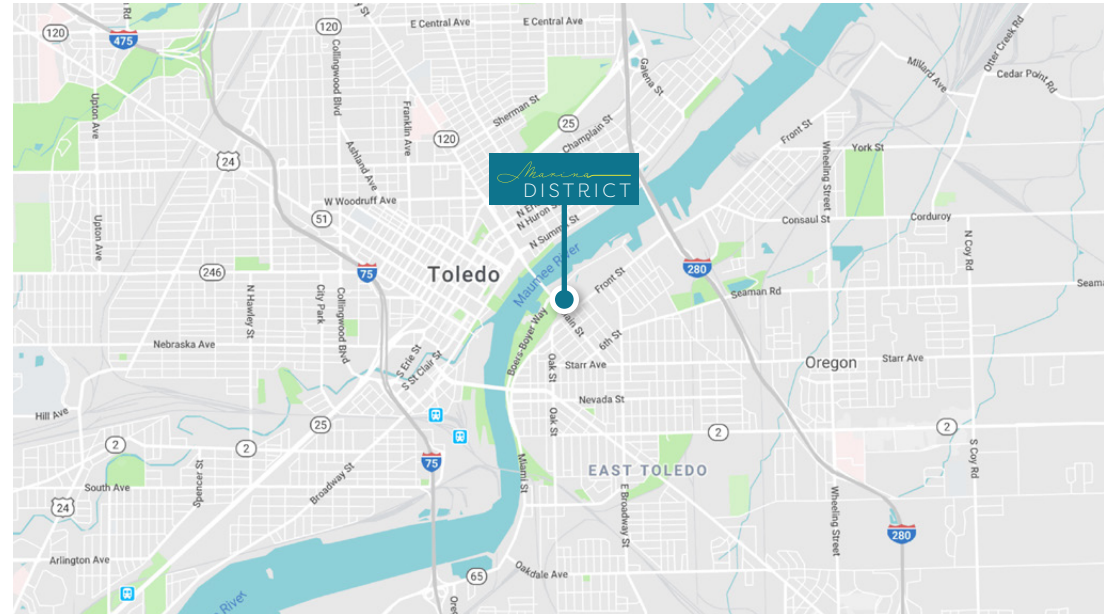 Rd
y St
120
E Central Ave
E Central Ave
475
Collingwood Blvd
Galena St
Otter Creek Rd
Millard Ave
Cedar Point Rd
Upton Ave
Franklin Ave
Sherman St
25
Champlain St
Front St
120
York St
24
Ashland Ave
Wheeling Street
Marina
DISTRICT
W Woodruff Ave
N Huron S
N Summit St
51
Consaul St
Corduroy
Upton Ave
N Coy Rd
246
75
Toledo
Maumee River
Front St
280
Seaman Rd
N Hawley St
City Park
Collingwood Blvd
Boers-Boyer Way
6th St
Nebraska Ave
S Erie St
S St Clair St
Oak St
Starr Ave
Oregon
Starr Ave
Nevada St
Hill Ave
25
Oak St
2
2
2
2
75
Miami St
EAST TOLEDO
S Coy Rd
Spencer St
Broadway St
South Ave
E Broadway St
24
Wheeling Street
280
Arlington Ave
65
Oakdale Ave
River